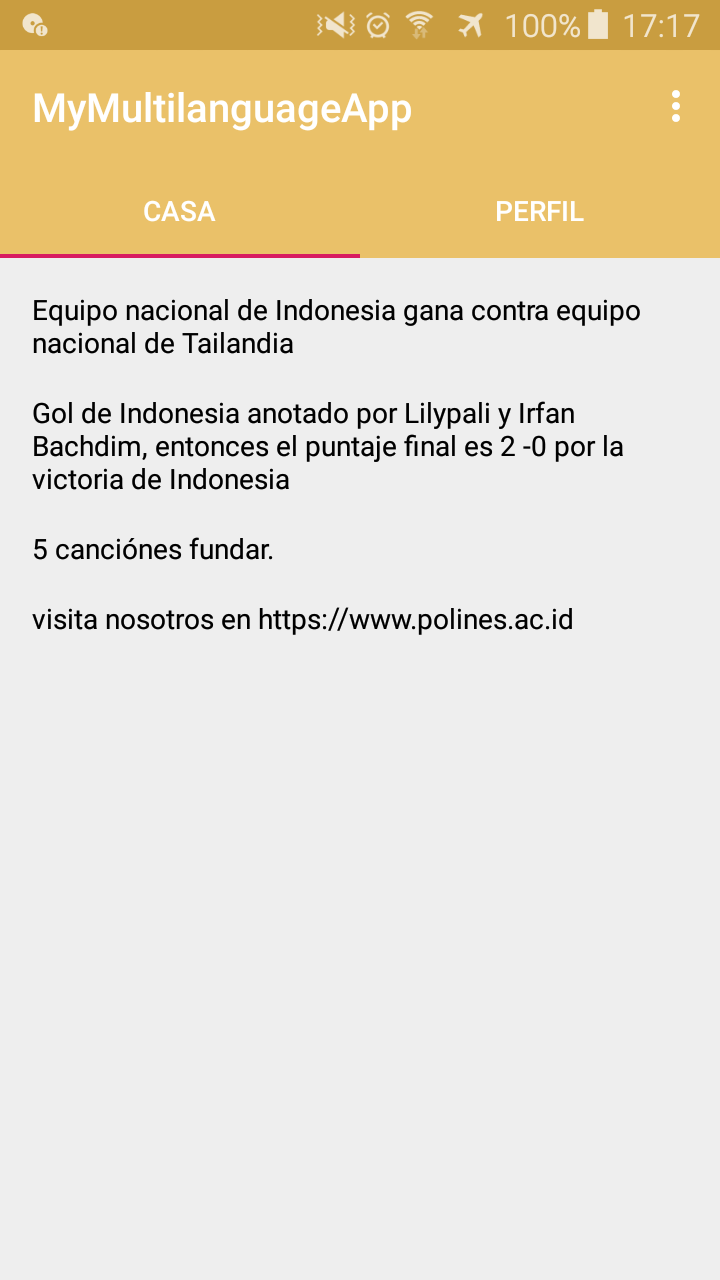 100% 17:17
MyMultilanguageApp
CASA PERFIL
Equipo nacional de Indonesia gana contra equipo
nacional de Tailandia
Gol de Indonesia anotado por Lilypali y Irfan
Bachdim, entonces el puntaje final es 2 -0 por la
victoria de Indonesia
5 canciónes fundar.
visita nosotros en https://www.polines.ac.id